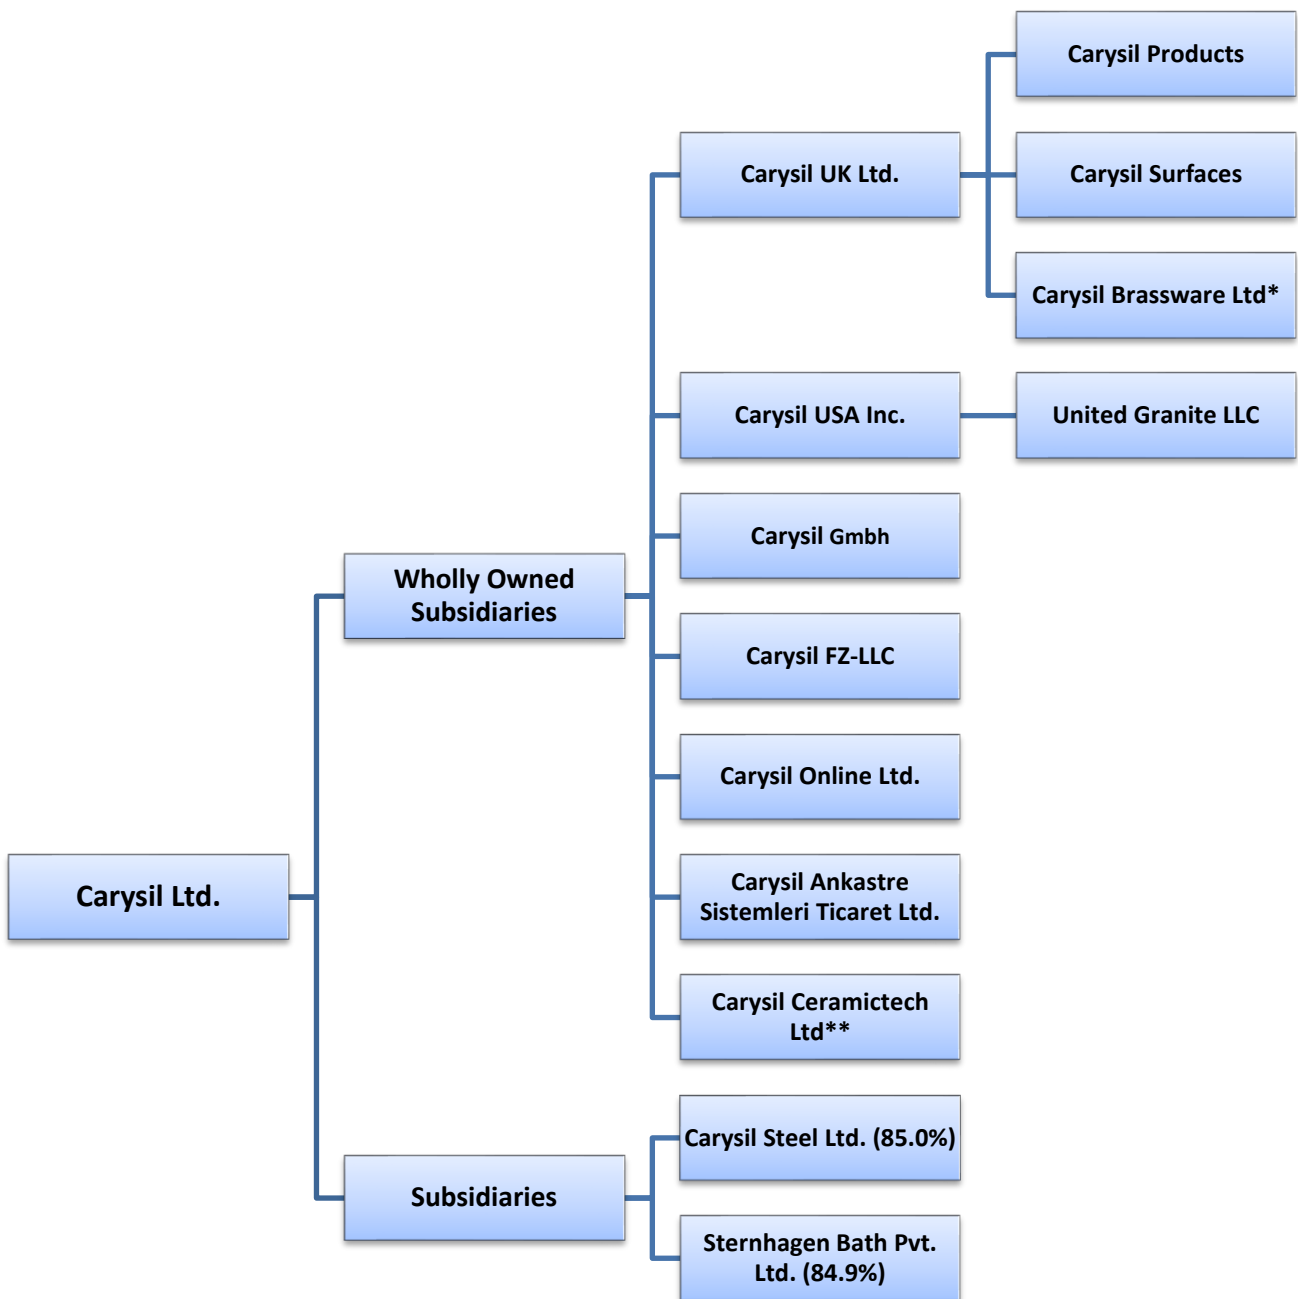 Carysil Products
Carysil UK Ltd.
Carysil Surfaces
Carysil Brassware Ltd*
Carysil USA Inc.
United Granite LLC
Carysil Gmbh
Wholly Owned
Subsidiaries
Carysil FZ-LLC
Carysil Online Ltd.
Carysil Ltd.
Carysil Ankastre
Sistemleri Ticaret Ltd.
Carysil Ceramictech
Ltd**
Carysil Steel Ltd. (85.0%)
Subsidiaries
Sternhagen Bath Pvt.
Ltd. (84.9%)